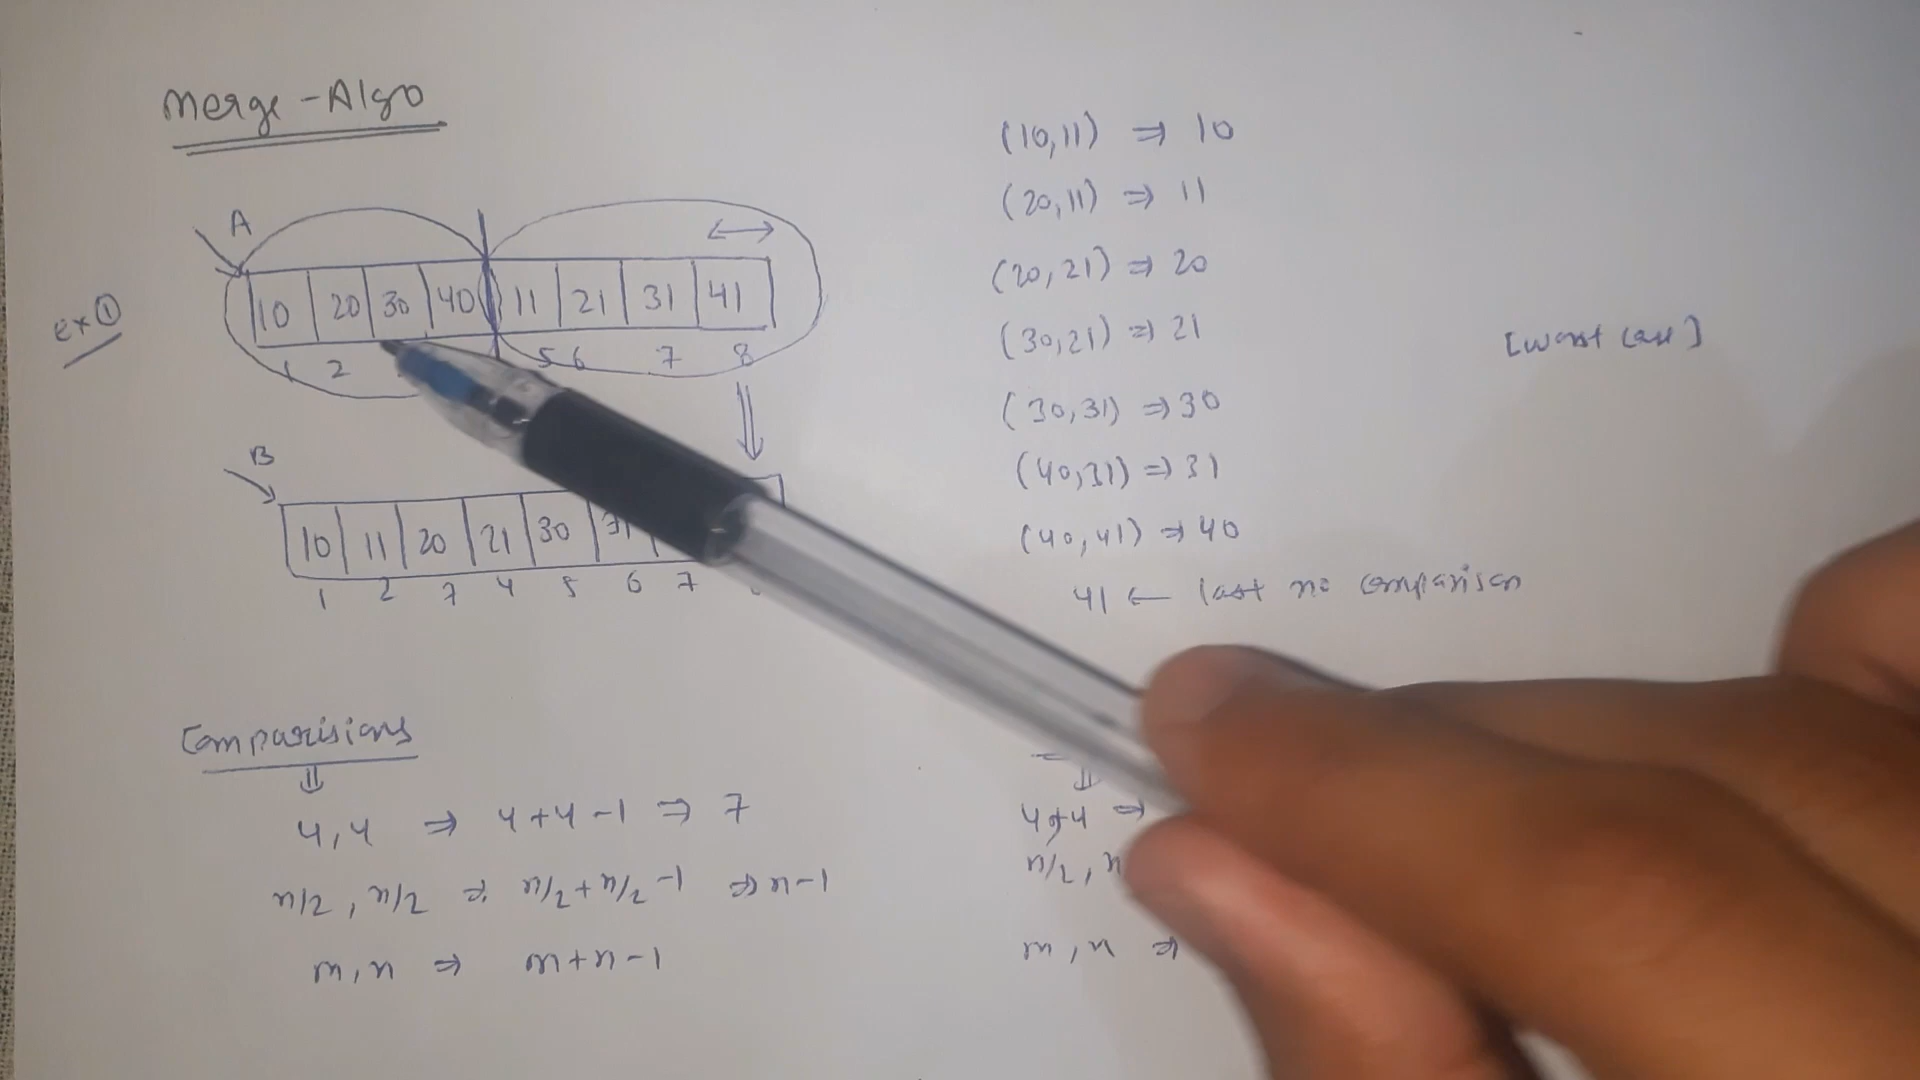 Merge-Algo
A
ex ①
10 20 30 40 11 21 31 41
1 2 5 6 7 8
B
10 11 20 21 30 31
1 2 3 4 5 6 7
(10,11) ⇒ 10
(20,11) ⇒ 11
(20,21) ⇒ 20
(30,21) ⇒ 21
(30,31) ⇒ 30
(40,31) ⇒ 31
(40,41) ⇒ 40
41 ← last no comparison
[worst case]
Comparisions
⇓
4,4 ⇒ 4+4-1 ⇒ 7
n/2, n/2 ⇒ n/2+n/2-1 ⇒ n-1
m,n ⇒ m+n-1
⇓
4+4 ⇒
n/2, n
m,n ⇒